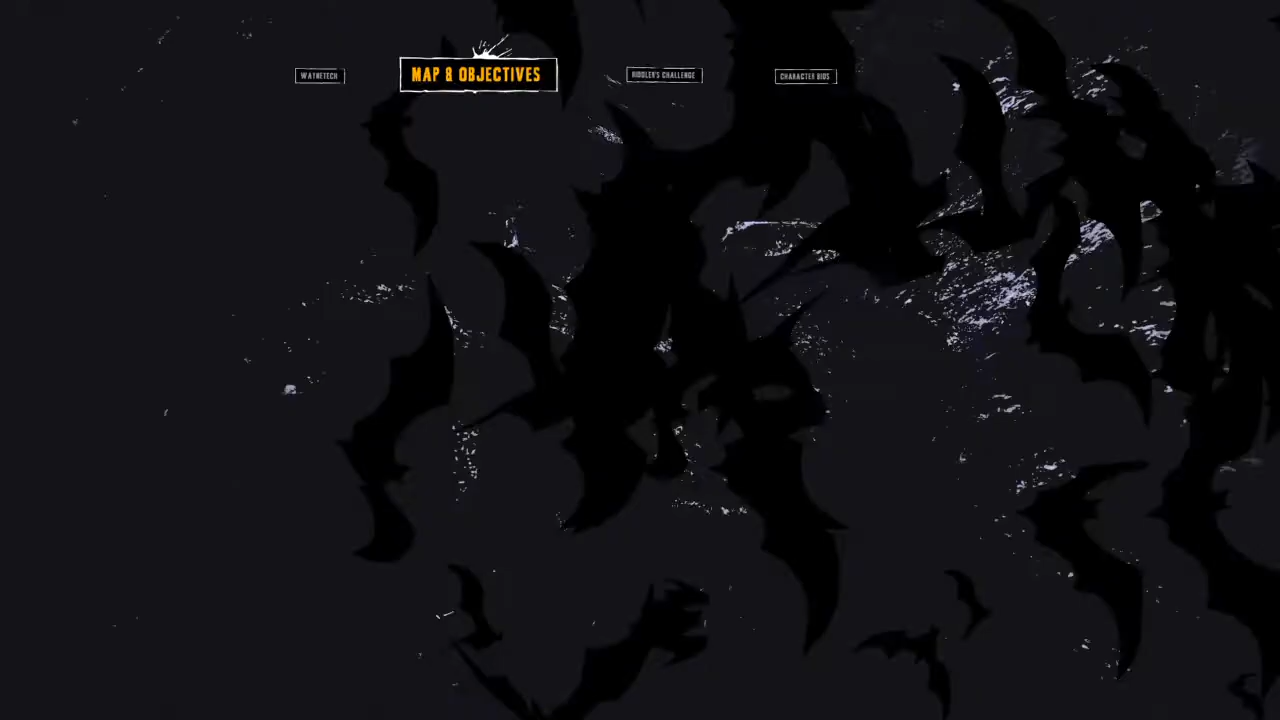 WAYNETECH
MAP & OBJECTIVES
RIDDLER'S CHALLENGE
CHARACTER BIOS